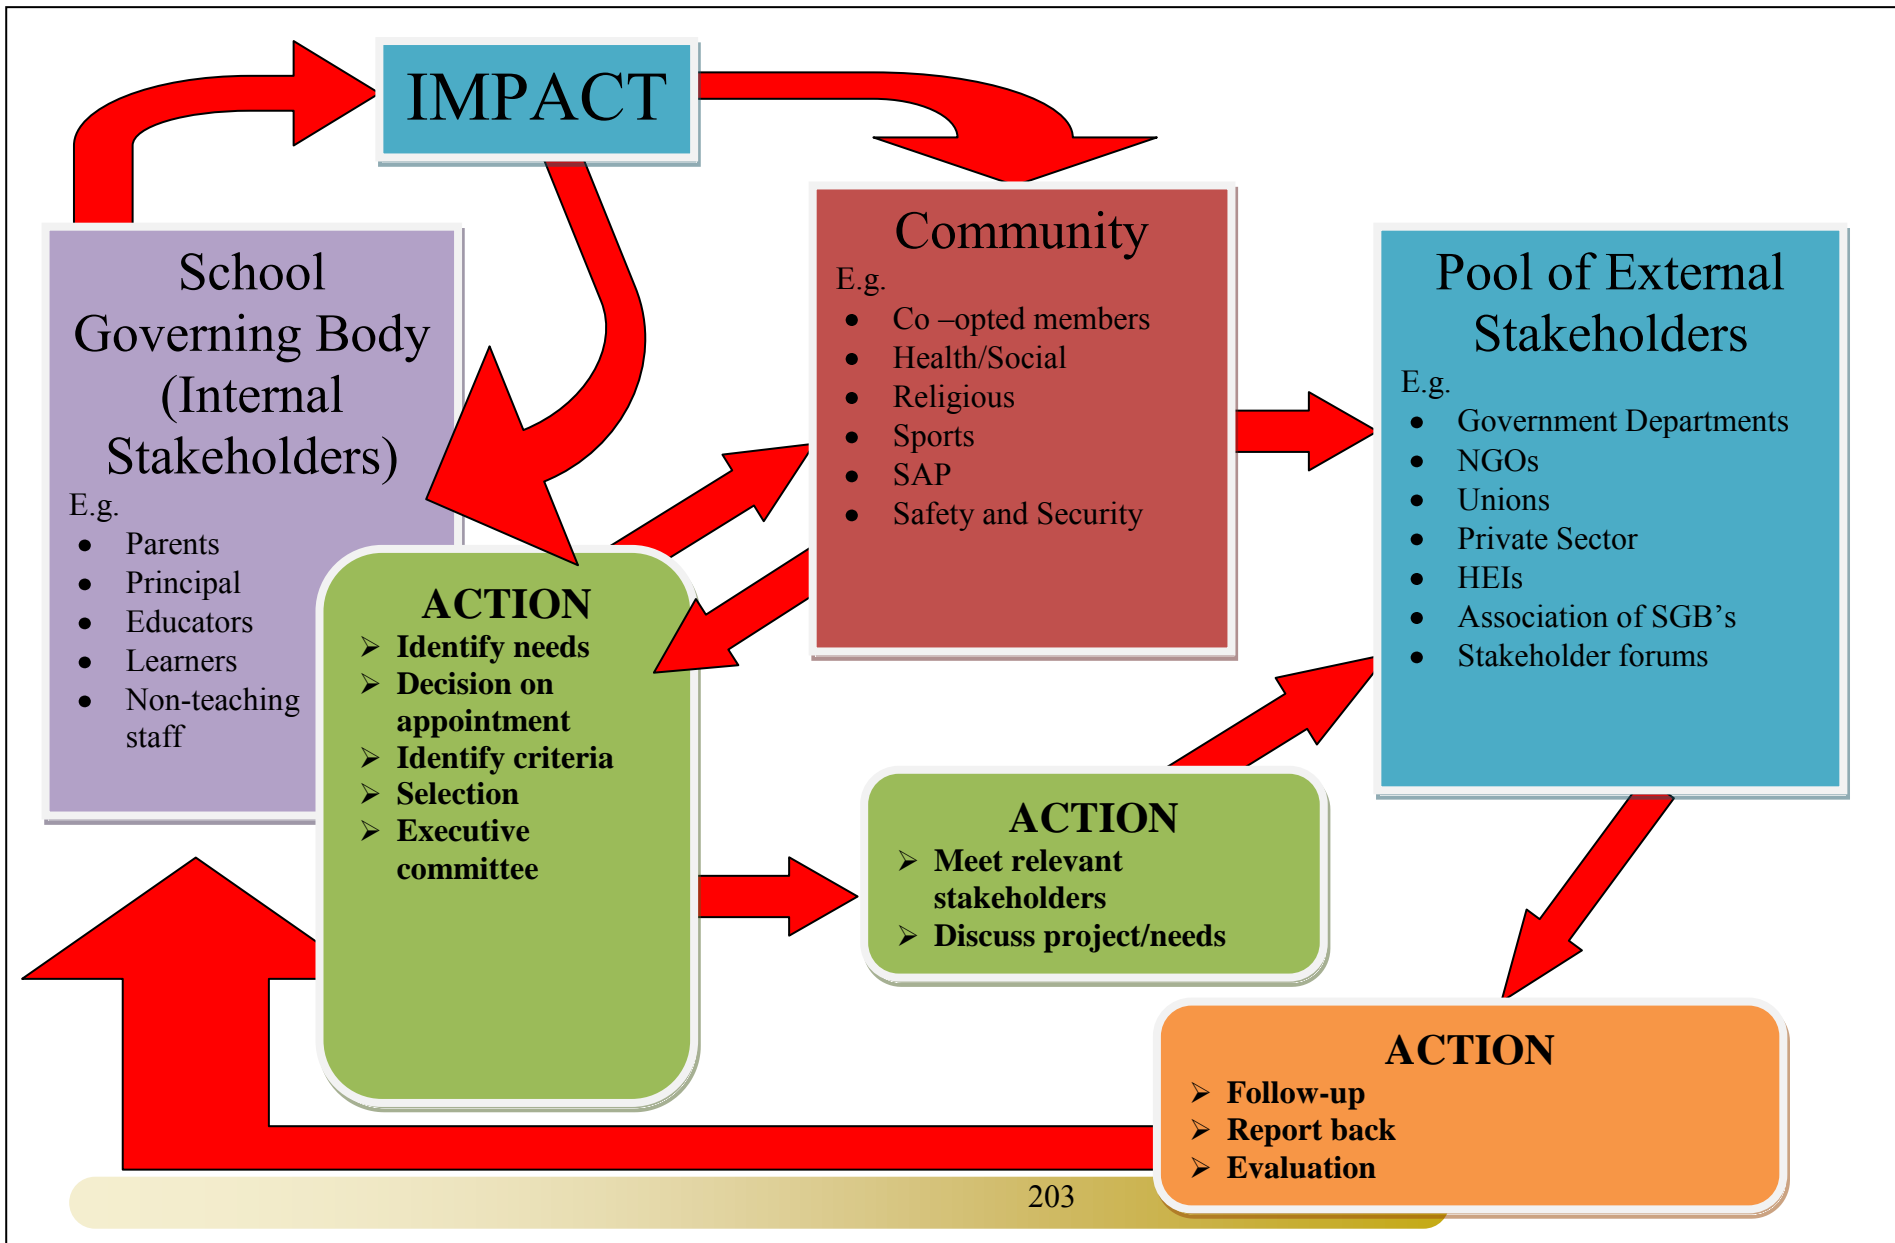 IMPACT
School
Governing Body
(Internal
Stakeholders)
E.g.
● Parents
● Principal
● Educators
● Learners
● Non-teaching
staff
ACTION
➢ Identify needs
➢ Decision on
appointment
➢ Identify criteria
➢ Selection
➢ Executive
committee
Community
E.g.
● Co –opted members
● Health/Social
● Religious
● Sports
● SAP
● Safety and Security
Pool of External
Stakeholders
E.g.
● Government Departments
● NGOs
● Unions
● Private Sector
● HEIs
● Association of SGB’s
● Stakeholder forums
ACTION
➢ Meet relevant
stakeholders
➢ Discuss project/needs
ACTION
➢ Follow-up
➢ Report back
➢ Evaluation
203